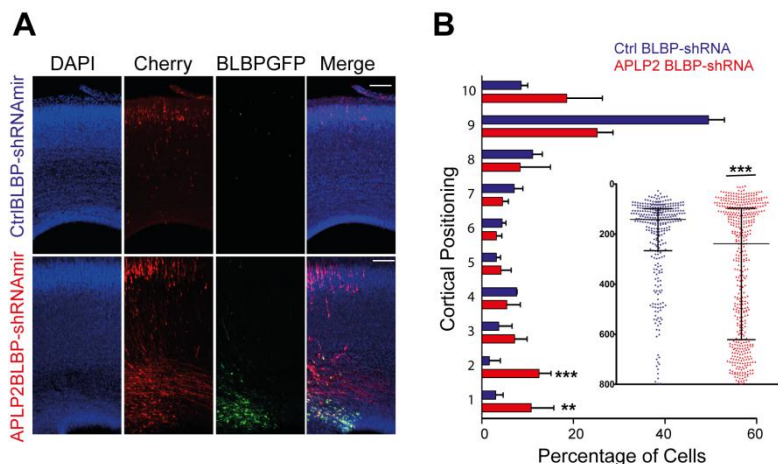 A
DAPI Cherry BLBPGFP Merge
CtrlBLBP-shRNAmir
APLP2BLBP-shRNAmir
B
Ctrl BLBP-shRNA
APLP2 BLBP-shRNA
Cortical Positioning
10
9
8
7
6
5
4
3
2
1
***
**
0 20 40 60
Percentage of Cells
***
0
200
400
600
800